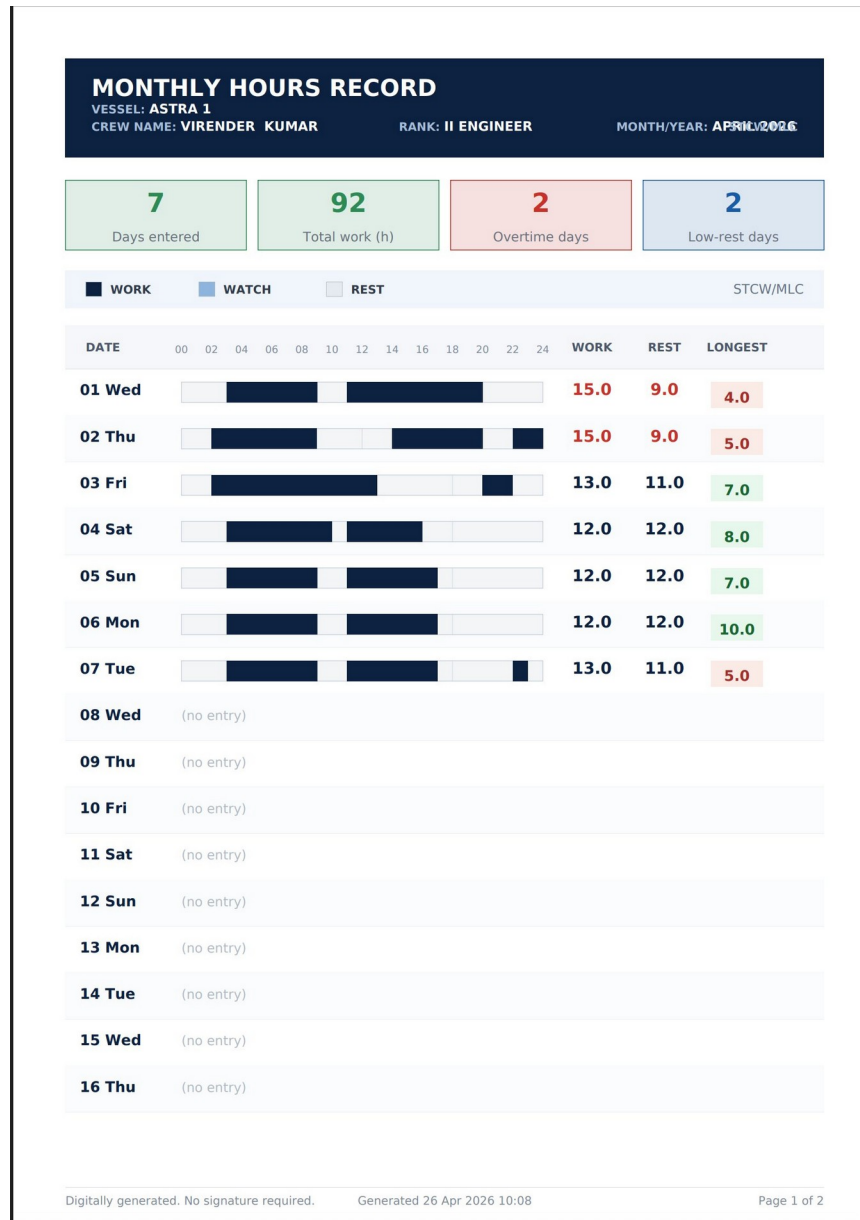 MONTHLY HOURS RECORD
VESSEL: ASTRA 1
CREW NAME: VIRENDER KUMAR RANK: II ENGINEER MONTH/YEAR: APRIL 2026 STCW/MLC
7 92 2 2
Days entered Total work (h) Overtime days Low-rest days
WORK WATCH REST STCW/MLC
DATE 00 02 04 06 08 10 12 14 16 18 20 22 24 WORK REST LONGEST
01 Wed 15.0 9.0 4.0
02 Thu 15.0 9.0 5.0
03 Fri 13.0 11.0 7.0
04 Sat 12.0 12.0 8.0
05 Sun 12.0 12.0 7.0
06 Mon 12.0 12.0 10.0
07 Tue 13.0 11.0 5.0
08 Wed (no entry)
09 Thu (no entry)
10 Fri (no entry)
11 Sat (no entry)
12 Sun (no entry)
13 Mon (no entry)
14 Tue (no entry)
15 Wed (no entry)
16 Thu (no entry)
Digitally generated. No signature required. Generated 26 Apr 2026 10:08 Page 1 of 2